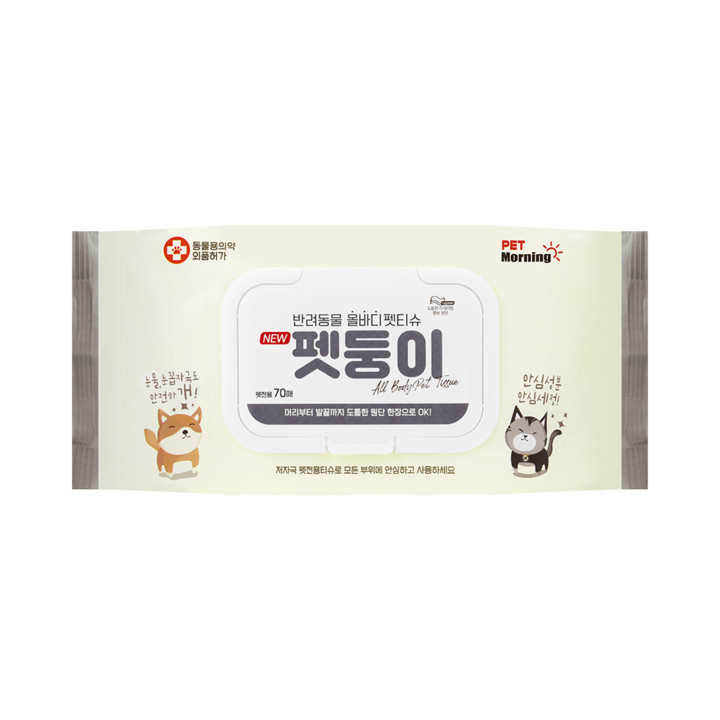 동물용의약
외품허가
PET
Morning
반려동물 올바디 펫티슈
NEW
펫둥이
펫전용 70매
All Body Pet Tissue
머리부터 발끝까지 도톰한 원단 한장으로 OK!
눈물, 눈꼽자국도
안전하개!
안심성분
안심세정!
저자극 펫전용티슈로 모든 부위에 안심하고 사용하세요